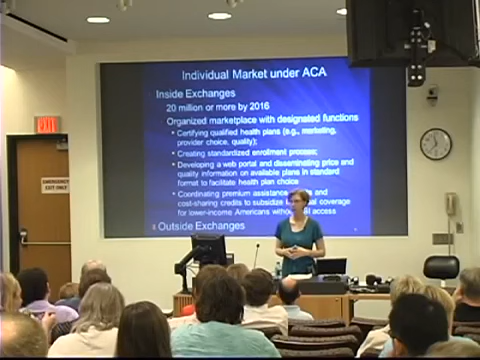 Individual Market under ACA
Inside Exchanges
20 million or more by 2016
Organized marketplace with designated functions
• Certifying qualified health plans (e.g., marketing,
provider choice, quality);
• Creating standardized enrollment process;
• Developing a web portal and disseminating price and
quality information on available plans in standard
format to facilitate health plan choice
• Coordinating premium assistance and
cost-sharing credits to subsidize coverage
for lower-income Americans access
Outside Exchanges
EXIT
EMERGENCY
EXIT ONLY